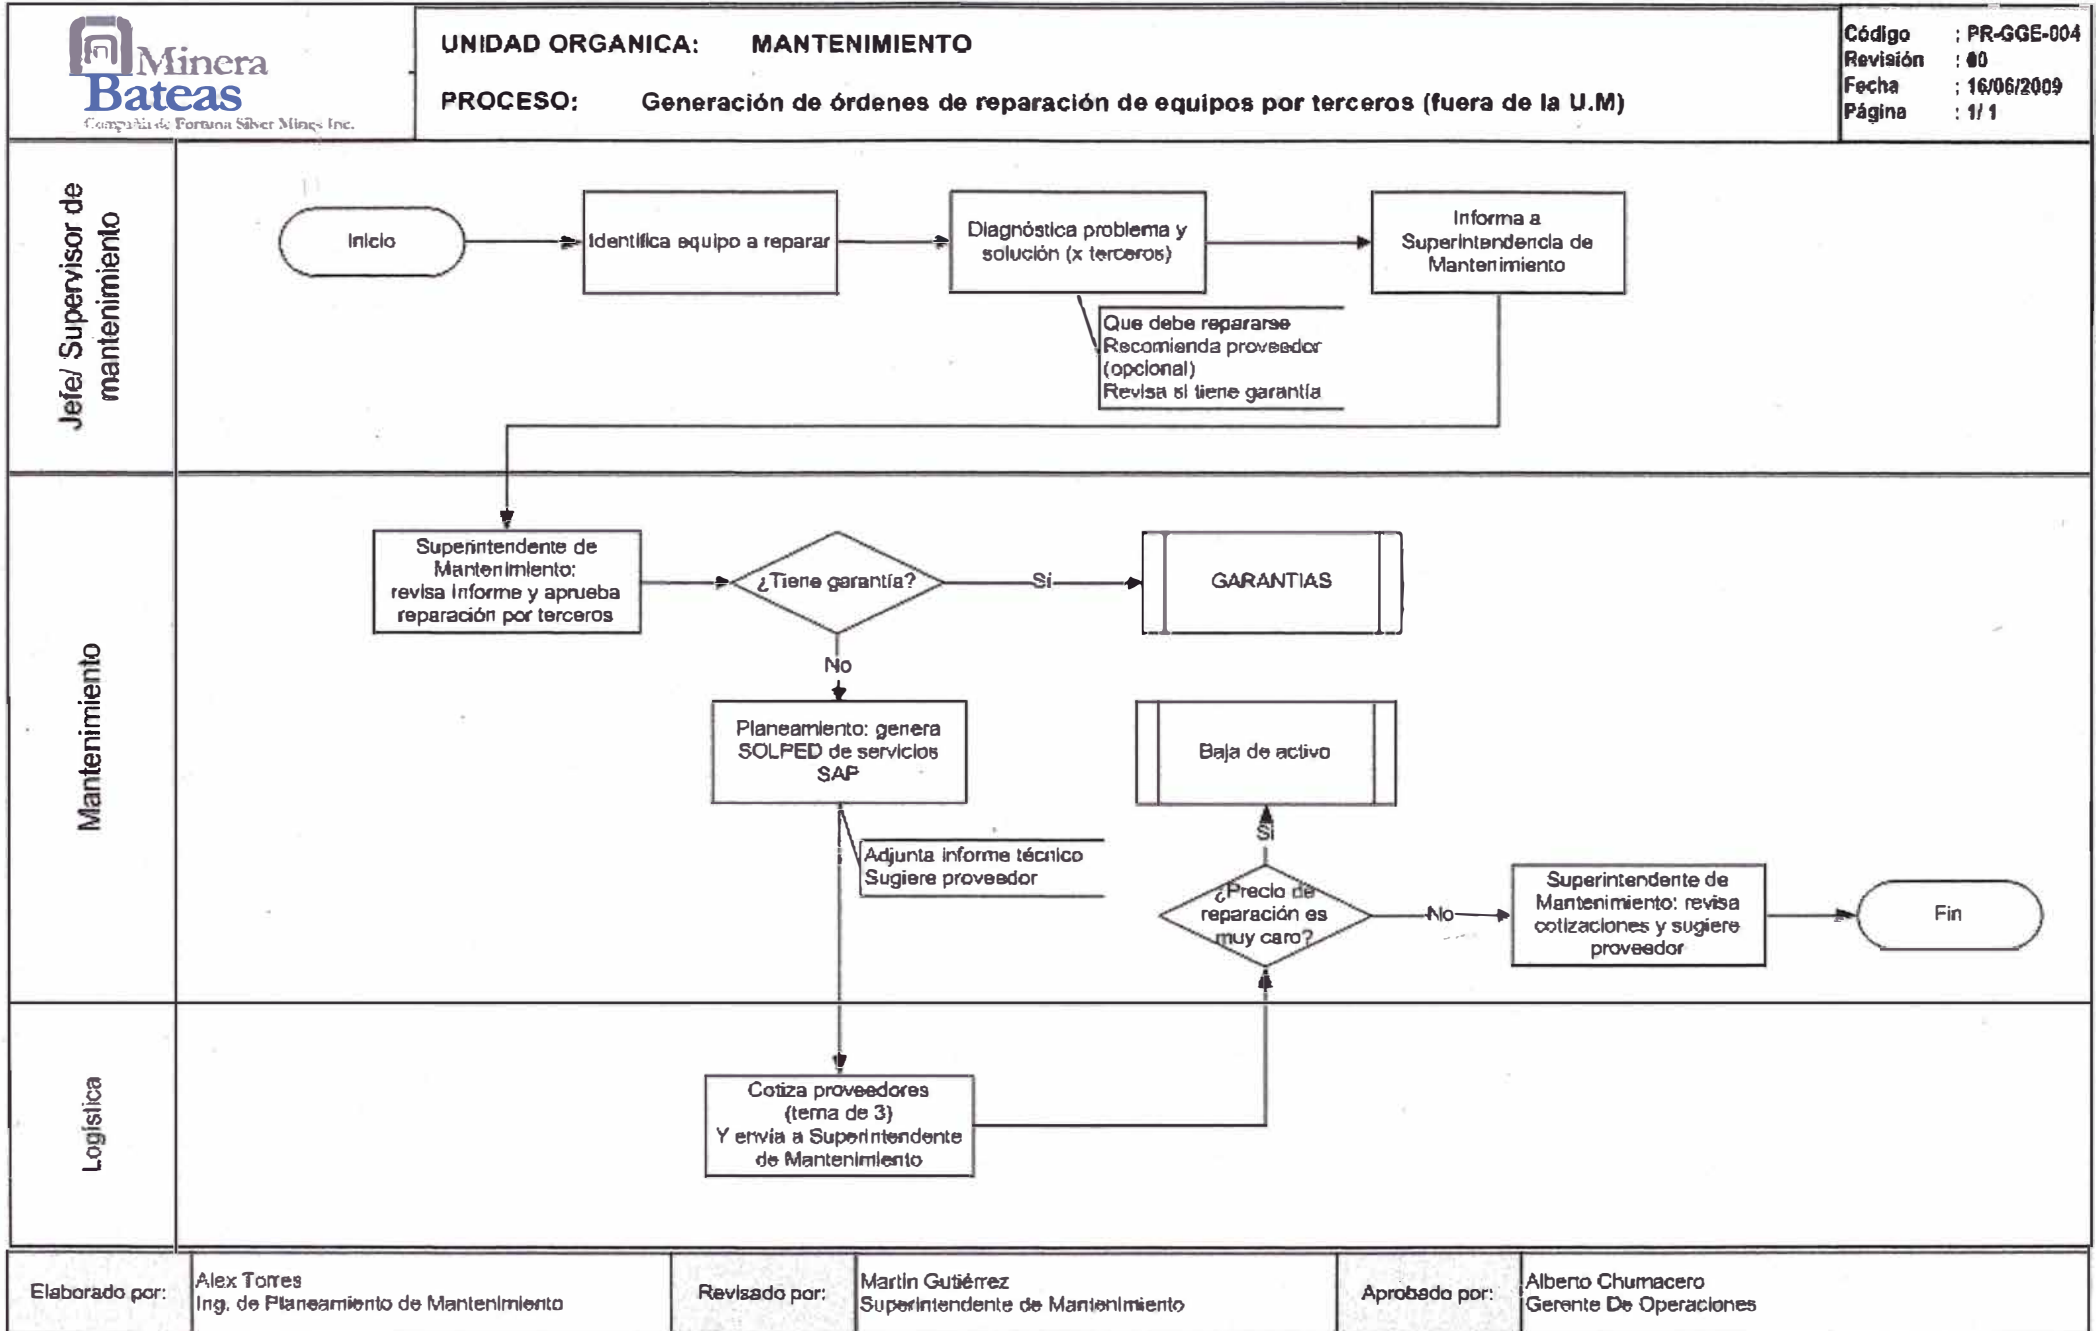 Minera
Bateas
Compañia de Fortuna Silver Mines Inc.
UNIDAD ORGANICA: MANTENIMIENTO
PROCESO: Generación de órdenes de reparación de equipos por terceros (fuera de la U.M)
Código : PR-GGE-004
Revisión : 00
Fecha : 16/06/2009
Página : 1/ 1
Jefe/ Supervisor de
mantenimiento
Inicio
Identifica equipo a reparar
Diagnóstica problema y
solución (x terceros)
Informa a
Superintendencia de
Mantenimiento
Que debe repararse
Recomienda proveedor
(opcional)
Revisa si tiene garantía
Mantenimiento
Superintendente de
Mantenimiento:
revisa Informe y aprueba
reparación por terceros
¿Tiene garantía?
Si
GARANTIAS
No
Planeamiento: genera
SOLPED de servicios
SAP
Adjunta informe técnico
Sugiere proveedor
Baja de activo
Si
¿Precio de
reparación es
muy caro?
No
Superintendente de
Mantenimiento: revisa
cotizaciones y sugiere
proveedor
Fin
Logística
Cotiza proveedores
(terna de 3)
Y envía a Superintendente
de Mantenimiento
Elaborado por:
Alex Torres
Ing. de Planeamiento de Mantenimiento
Revisado por:
Martín Gutiérrez
Superintendente de Mantenimiento
Aprobado por:
Alberto Chumacero
Gerente De Operaciones